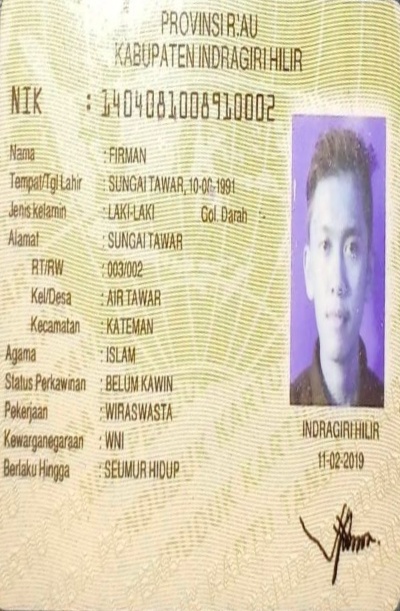 PROVINSI RIAU
KABUPATEN INDRAGIRI HILIR
NIK : 1404081008910002
Nama : FIRMAN
Tempat/Tgl Lahir : SUNGAI TAWAR, 10-08-1991
Jenis kelamin : LAKI-LAKI Gol. Darah :-
Alamat : SUNGAI TAWAR
RT/RW : 003/002
Kel/Desa : AIR TAWAR
Kecamatan : KATEMAN
Agama : ISLAM
Status Perkawinan : BELUM KAWIN
Pekerjaan : WIRASWASTA
Kewarganegaraan : WNI
Berlaku Hingga : SEUMUR HIDUP
INDRAGIRI HILIR
11-02-2019